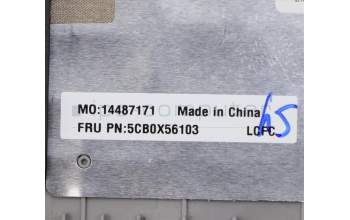 MO:14487171 Made in China
FRU PN:5CB0X56103 LCFC